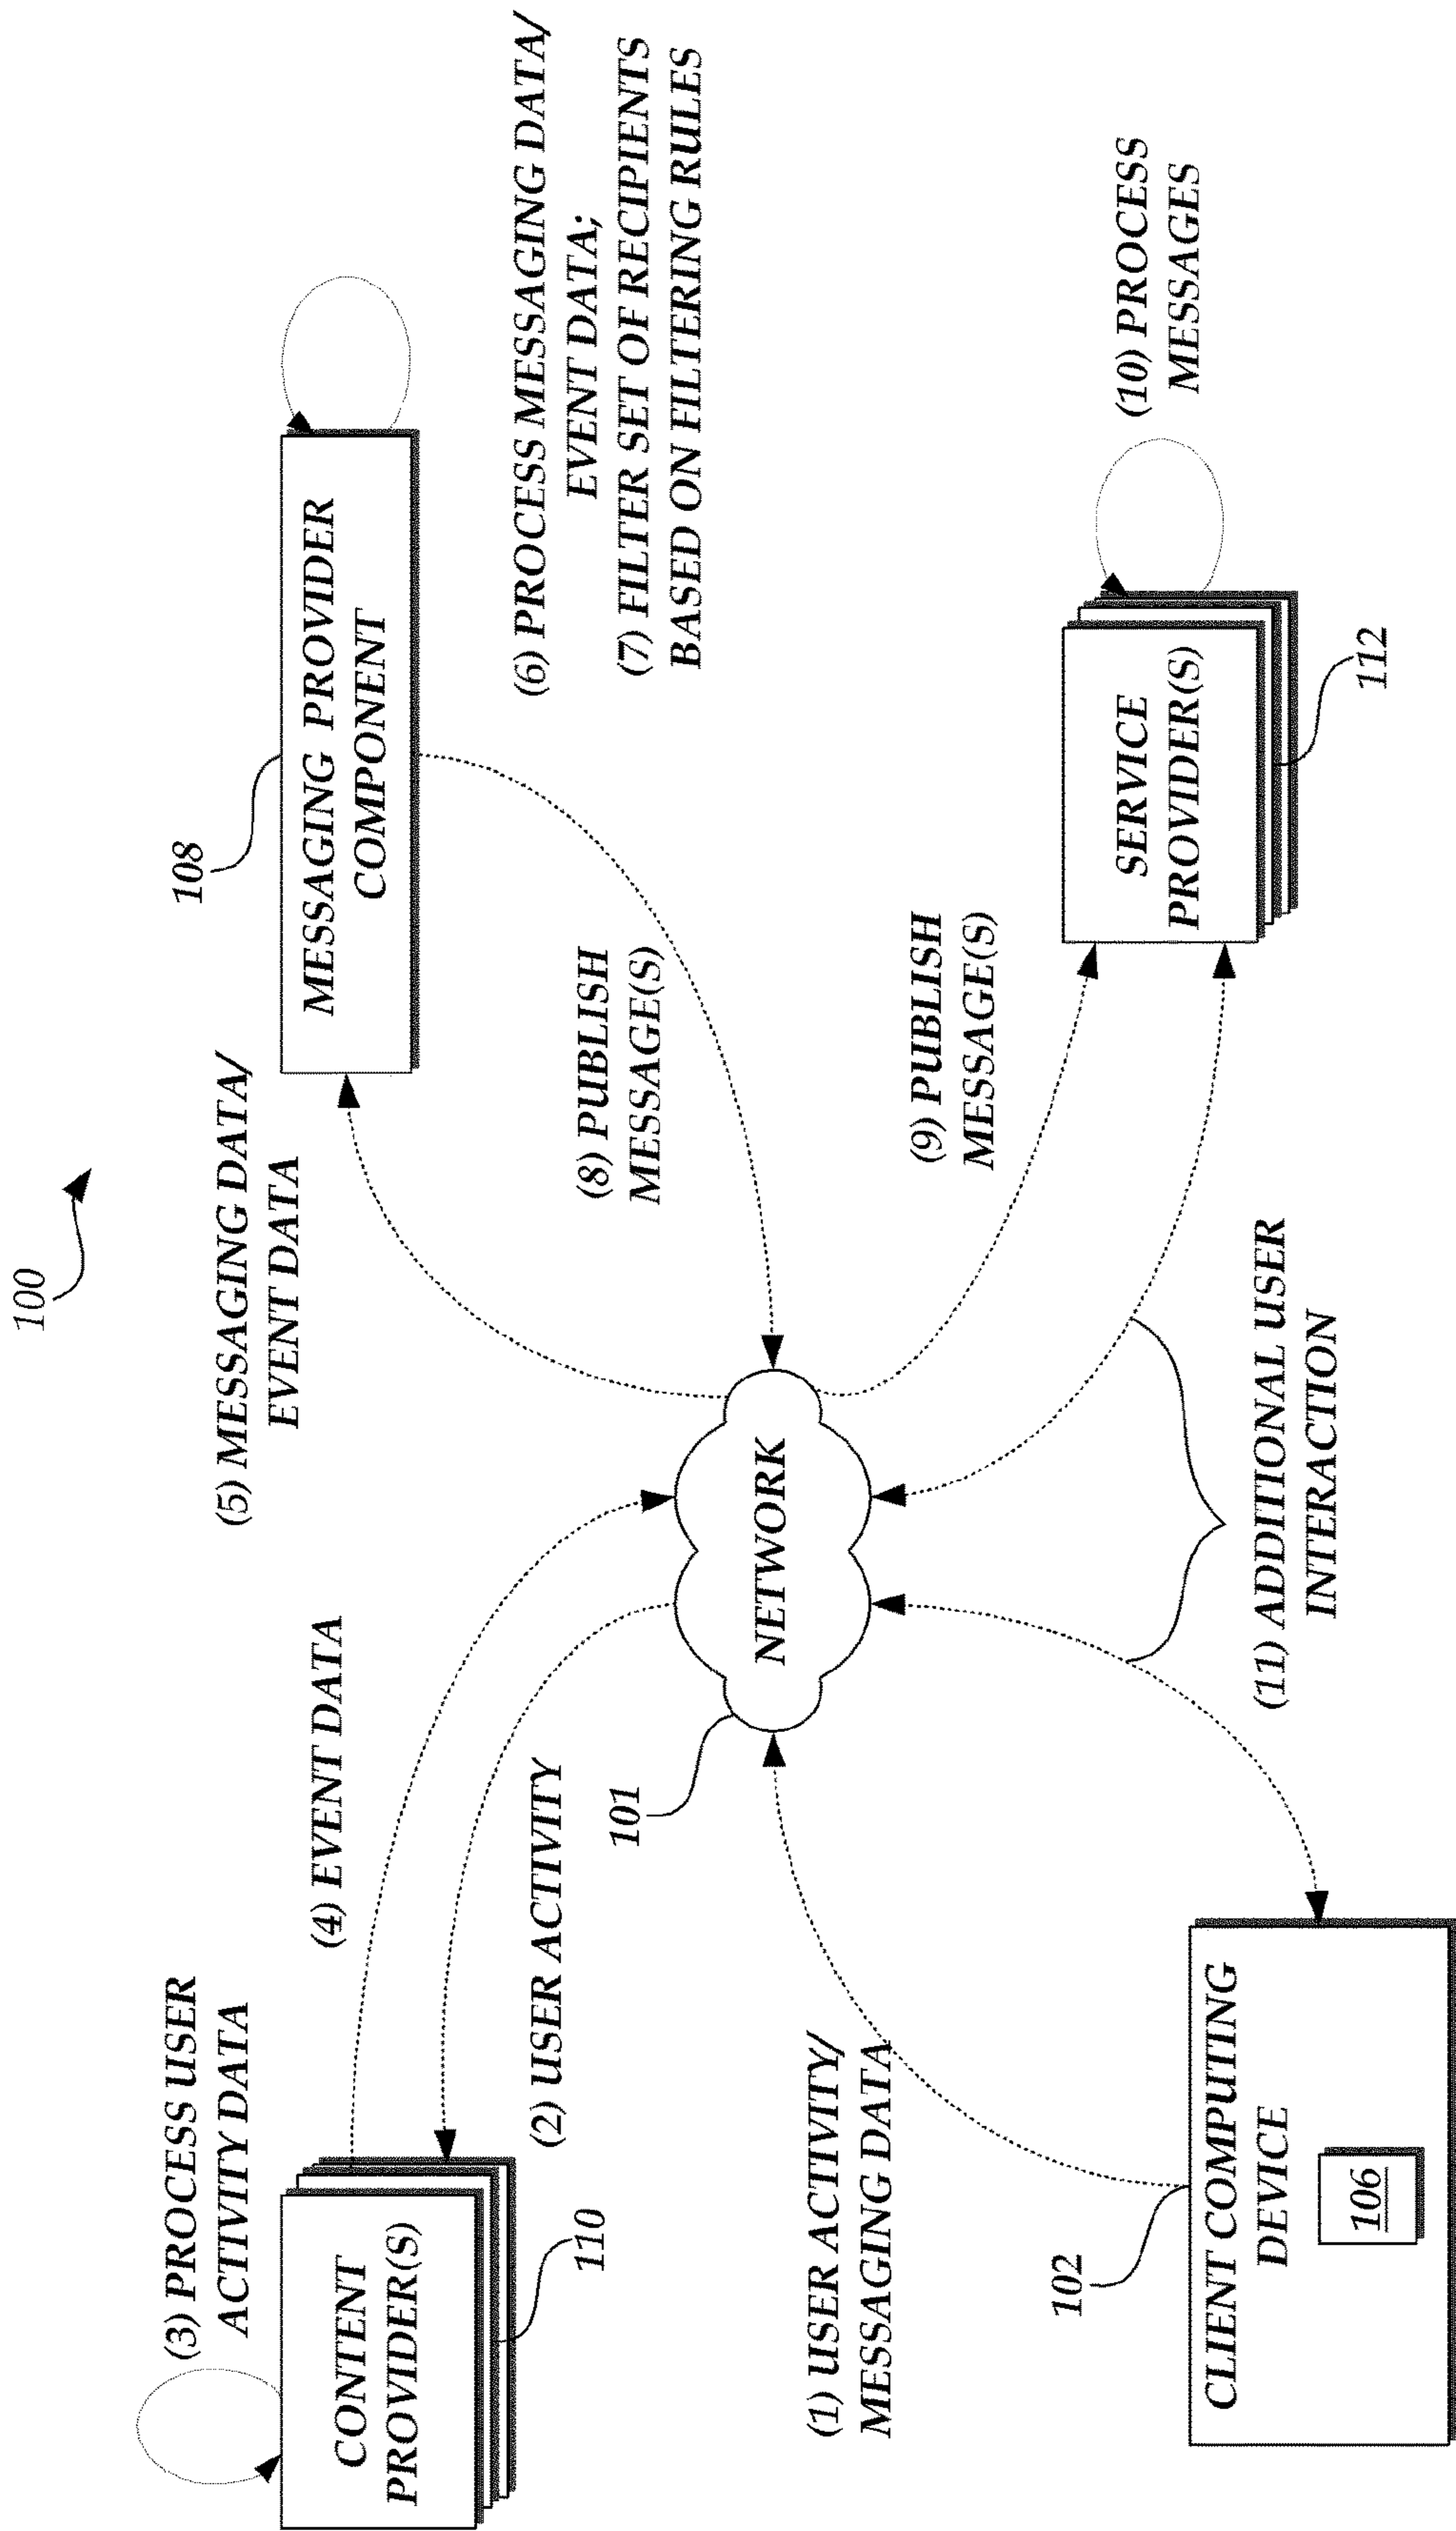 100
(3) PROCESS USER
ACTIVITY DATA
(4) EVENT DATA
(5) MESSAGING DATA/
EVENT DATA
108
MESSAGING PROVIDER
COMPONENT
(6) PROCESS MESSAGING DATA/
EVENT DATA;
(7) FILTER SET OF RECIPIENTS
BASED ON FILTERING RULES
CONTENT
PROVIDER(S)
110
(2) USER ACTIVITY
101
NETWORK
(8) PUBLISH
MESSAGE(S)
(1) USER ACTIVITY/
MESSAGING DATA
(9) PUBLISH
MESSAGE(S)
102
CLIENT COMPUTING
DEVICE
106
(11) ADDITIONAL USER
INTERACTION
SERVICE
PROVIDER(S)
112
(10) PROCESS
MESSAGES